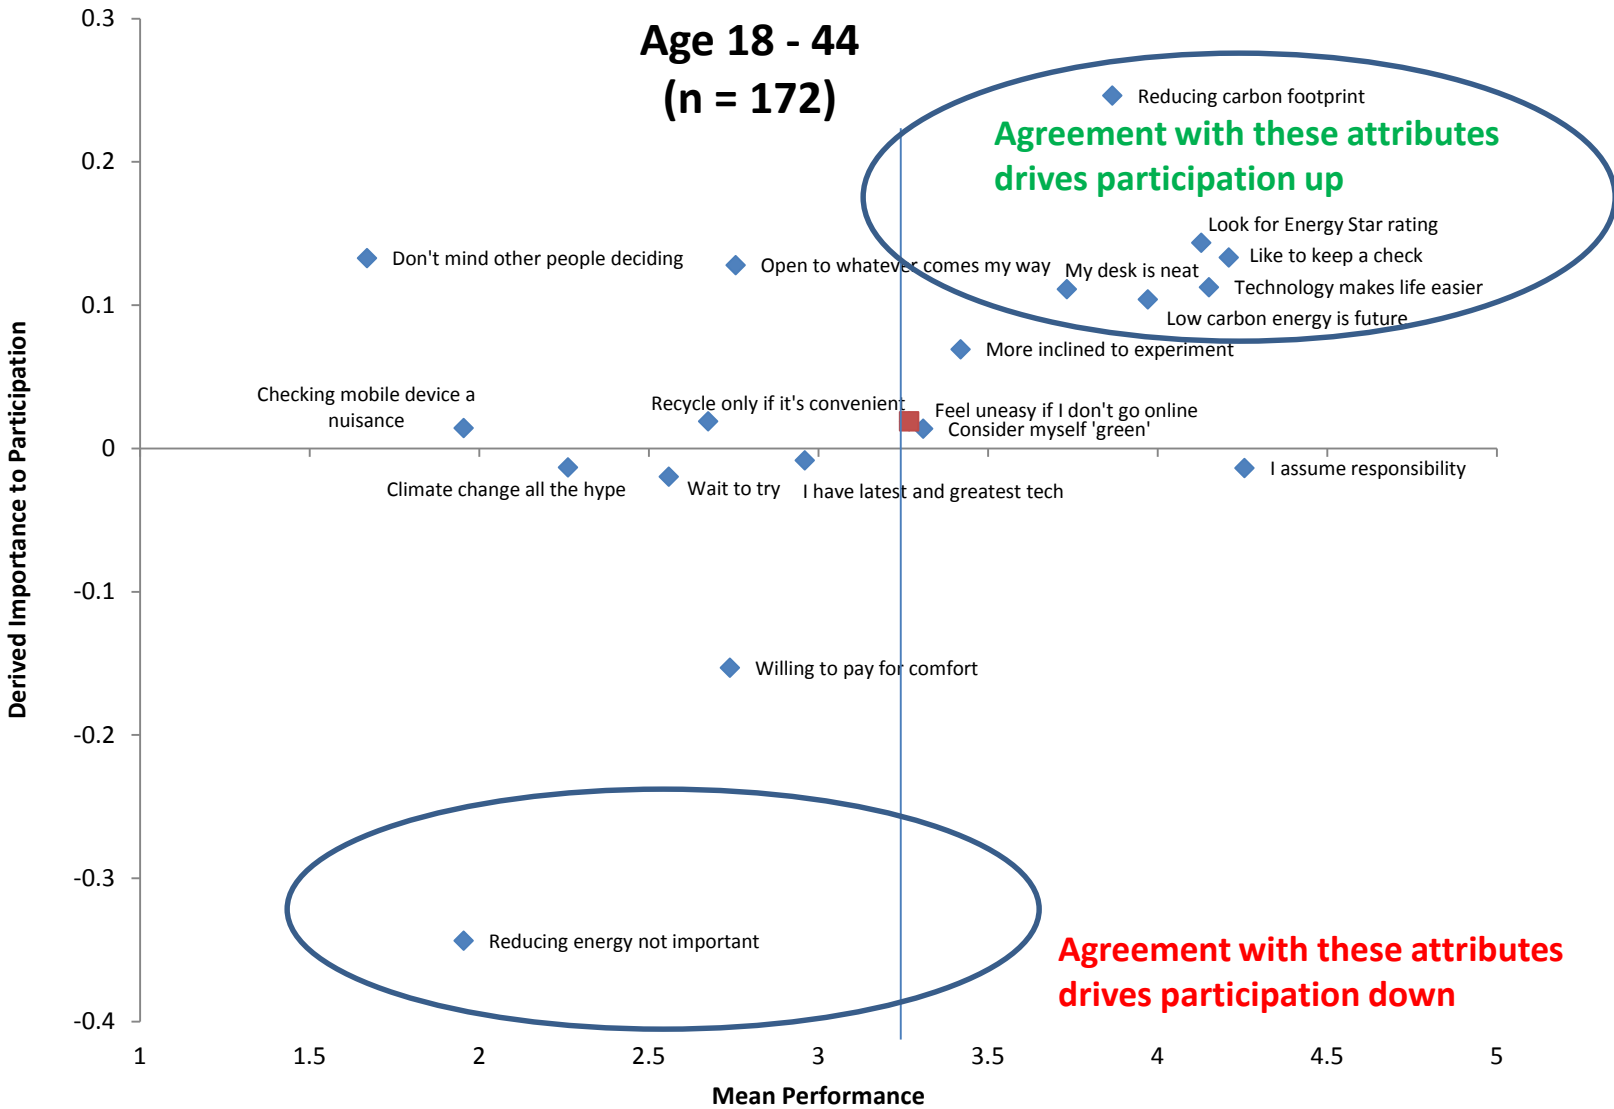 Age 18 - 44
(n = 172)
0.3
0.2
0.1
0
-0.1
-0.2
-0.3
-0.4
Derived Importance to Participation
Reducing carbon footprint
Agreement with these attributes
drives participation up
Look for Energy Star rating
Like to keep a check
Don't mind other people deciding
Open to whatever comes my way
My desk is neat
Technology makes life easier
Low carbon energy is future
More inclined to experiment
Checking mobile device a
nuisance
Recycle only if it's convenient
Feel uneasy if I don't go online
Consider myself 'green'
Climate change all the hype
Wait to try
I have latest and greatest tech
I assume responsibility
Willing to pay for comfort
Reducing energy not important
Agreement with these attributes
drives participation down
1
1.5
2
2.5
3
3.5
4
4.5
5
Mean Performance